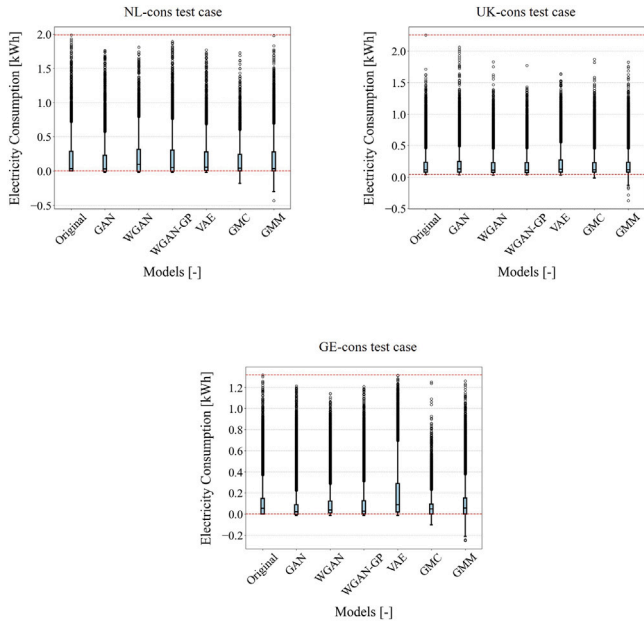 NL-cons test case
Electricity Consumption [kWh]
2.0
1.5
1.0
0.5
0.0
−0.5
Original
GAN
WGAN
WGAN-GP
VAE
GMC
GMM
Models [-]
UK-cons test case
Electricity Consumption [kWh]
2.0
1.5
1.0
0.5
0.0
−0.5
Original
GAN
WGAN
WGAN-GP
VAE
GMC
GMM
Models [-]
GE-cons test case
Electricity Consumption [kWh]
1.2
1.0
0.8
0.6
0.4
0.2
0.0
−0.2
Original
GAN
WGAN
WGAN-GP
VAE
GMC
GMM
Models [-]